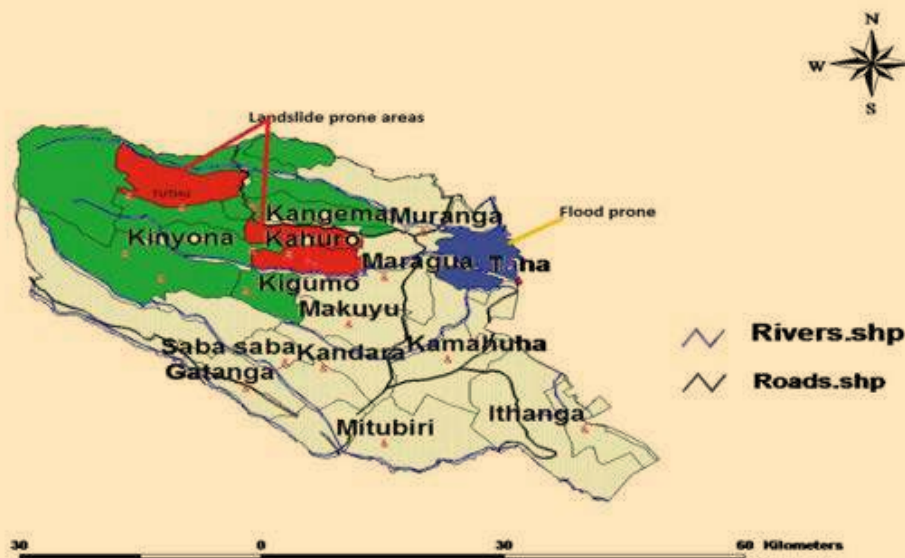 N
W
S
Landslide prone areas
Kangema
Muranga
Flood prone
Kinyona
Kahuro
Maragua
Kigumo
Makuyu
Rivers.shp
Saba saba
Kandara
Kamahuha
Gatanga
Roads.shp
Ithanga
Mitubiri
30 0 30 60 Kilometers